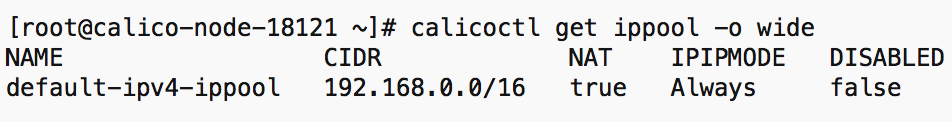 [root@calico-node-18121 ~]# calicoctl get ippool -o wide
NAME                  CIDR             NAT    IPIPMODE   DISABLED
default-ipv4-ippool   192.168.0.0/16   true   Always     false